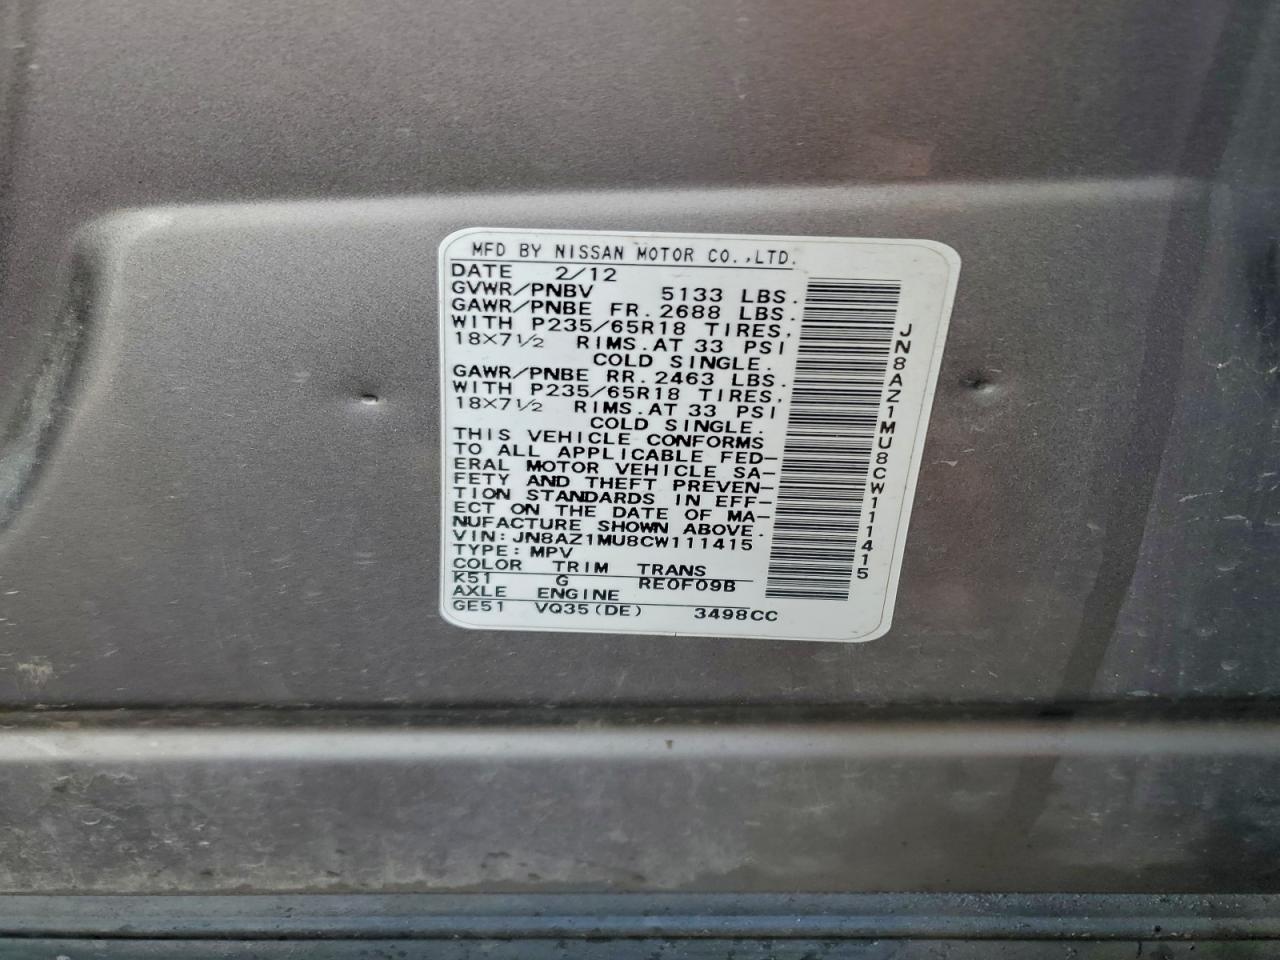 MFD BY NISSAN MOTOR CO.,LTD.
DATE 2/12
GVWR/PNBV 5133 LBS.
GAWR/PNBE FR. 2688 LBS.
WITH P235/65R18 TIRES,
18×7½ RIMS.AT 33 PSI
COLD SINGLE.
GAWR/PNBE RR. 2463 LBS.
WITH P235/65R18 TIRES,
18×7½ RIMS.AT 33 PSI
COLD SINGLE.
THIS VEHICLE CONFORMS
TO ALL APPLICABLE FED-
ERAL MOTOR VEHICLE SA-
FETY AND THEFT PREVEN-
TION STANDARDS IN EFF-
ECT ON THE DATE OF MA-
NUFACTURE SHOWN ABOVE.
VIN: JN8AZ1MU8CW111415
TYPE: MPV
COLOR TRIM TRANS
K51 G RE0F09B
AXLE ENGINE
GE51 VQ35(DE) 3498CC
JN8AZ1MU8CW111415